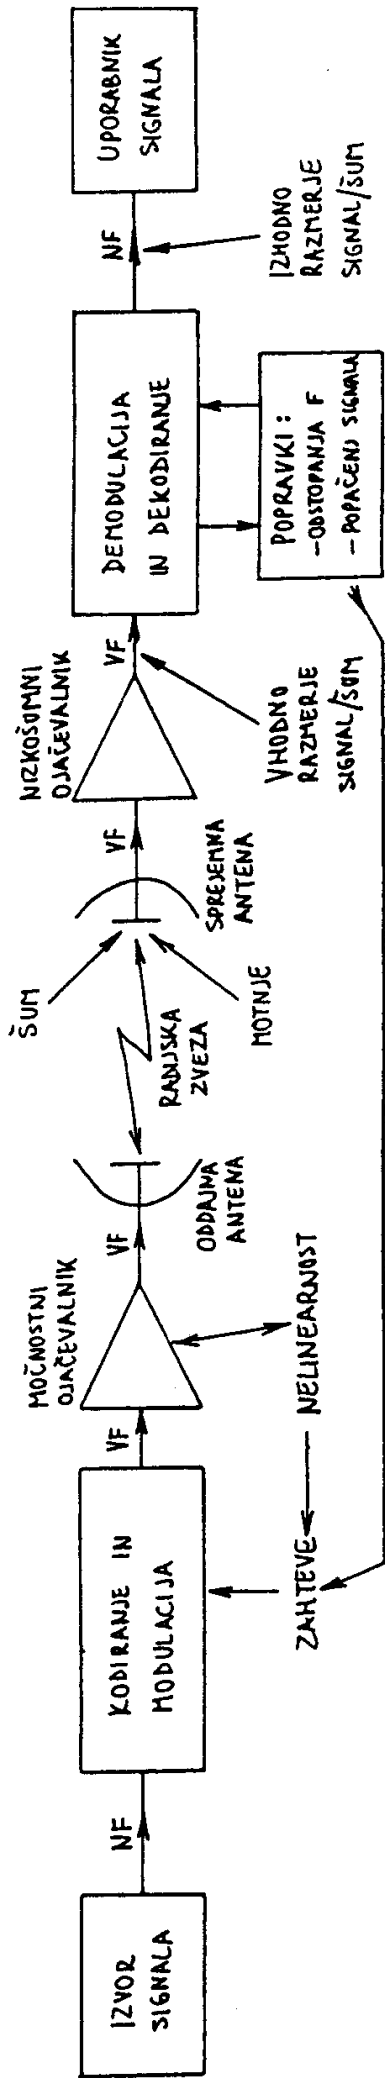 IZVOR
SIGNALA
NF
KODIRANJE IN
MODULACIJA
VF
MOČNOSTNI
OJAČEVALNIK
VF
ODDAJNA
ANTENA
RADIJSKA
ZVEZA
ŠUM
MOTNJE
SPREJEMNA
ANTENA
VF
NIZKOŠUMNI
OJAČEVALNIK
VF
DEMODULACIJA
IN DEKODIRANJE
NF
UPORABNIK
SIGNALA
ZAHTEVE
NELINEARNOST
VHODNO
RAZMERJE
SIGNAL/ŠUM
POPRAVKI:
-ODSTOPANJA F
-POPAČENJ SIGNALA
IZHODNO
RAZMERJE
SIGNAL/ŠUM